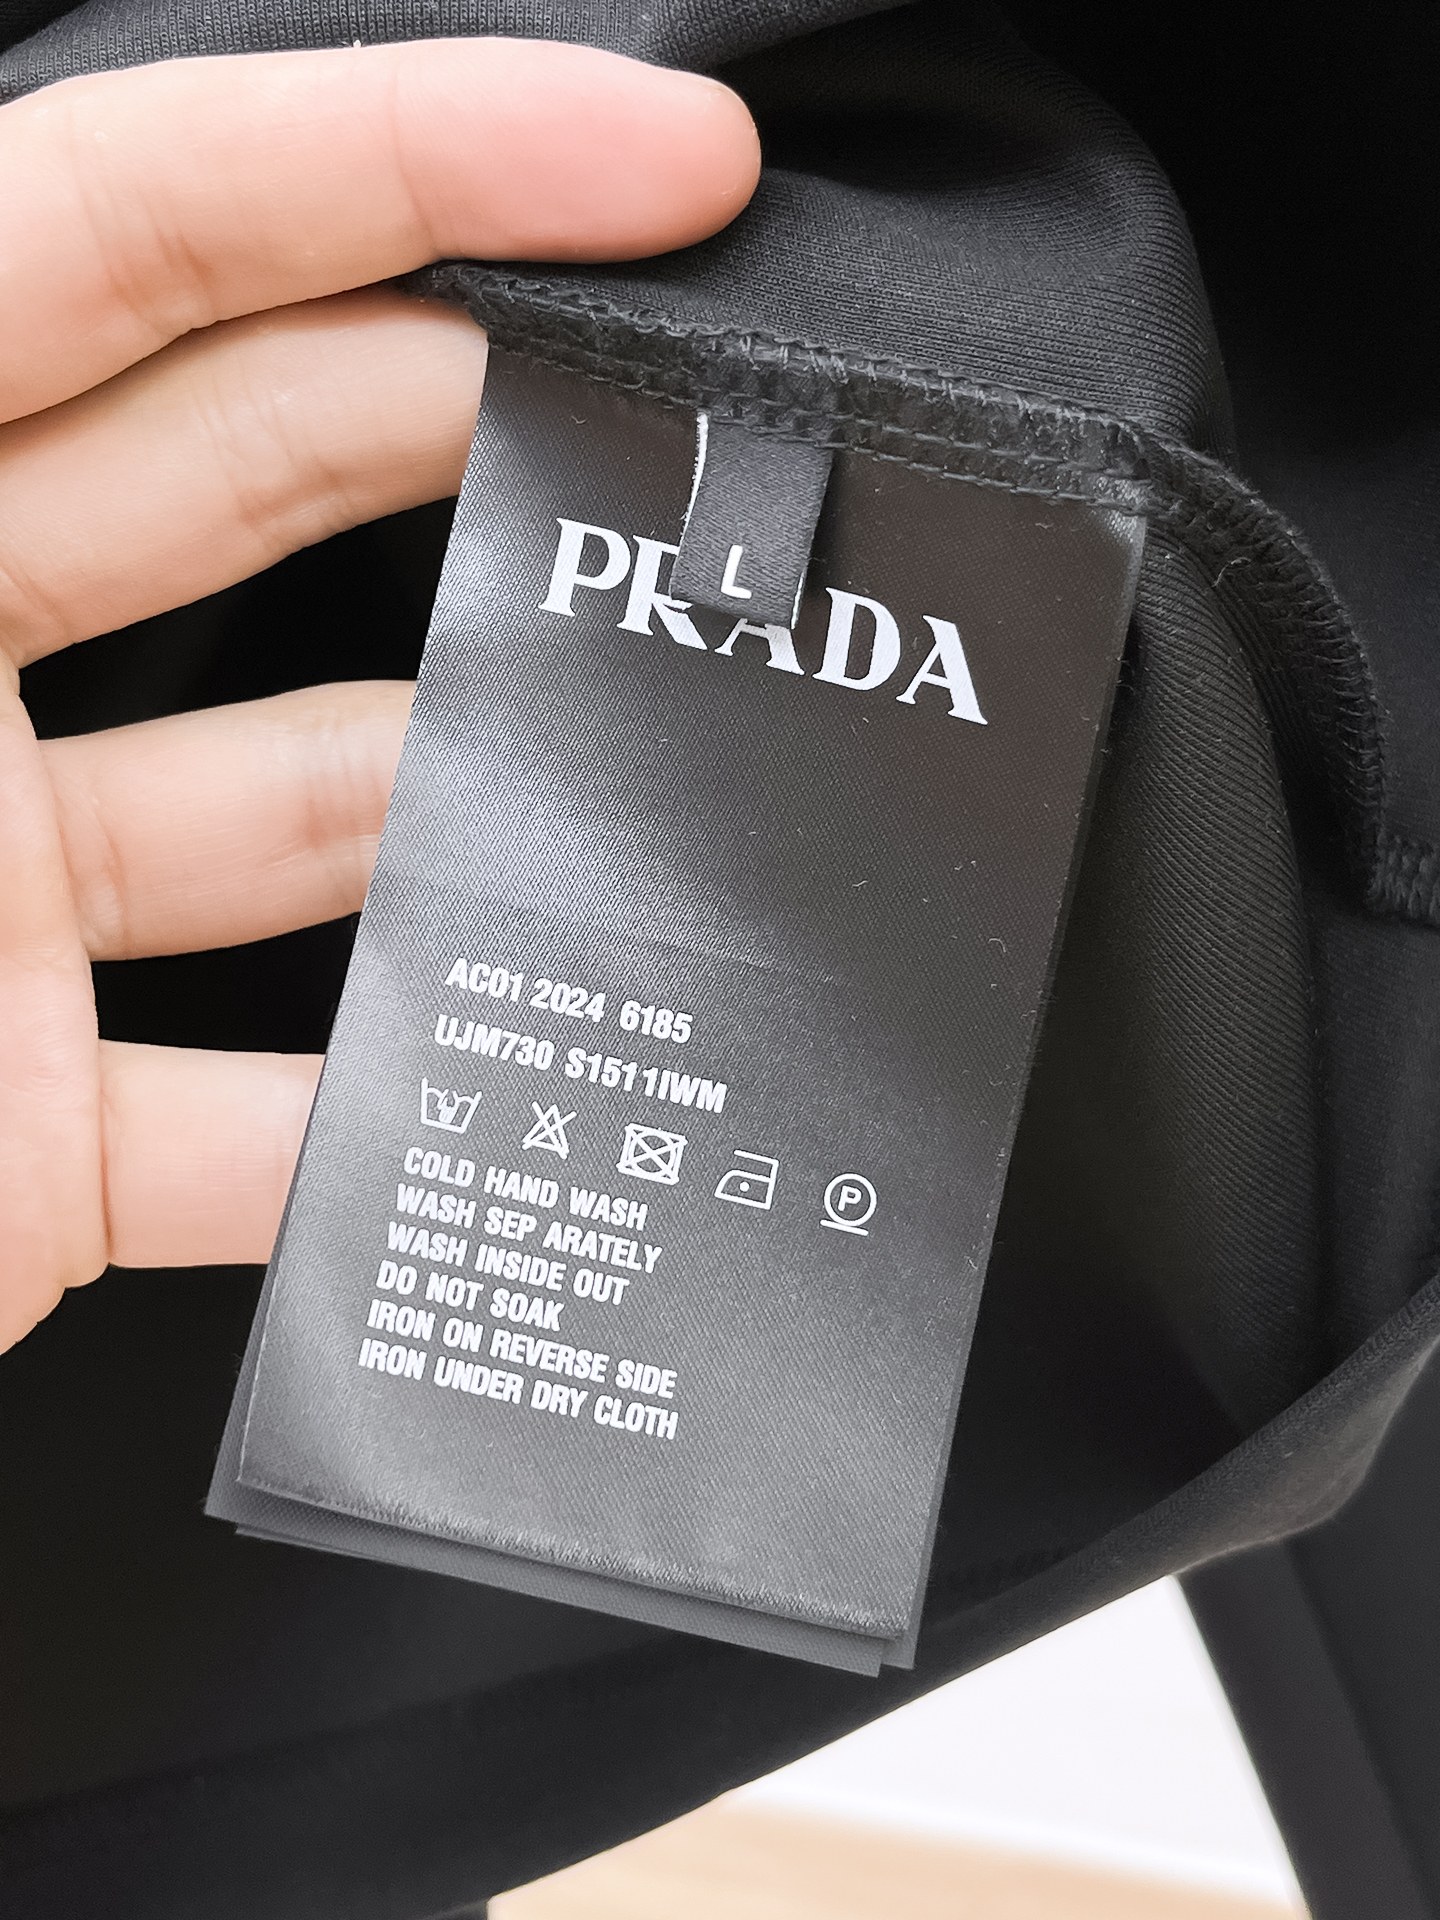 L
PRADA
AC01 2024 6185
UJM730 S1511IWM
P
COLD HAND WASH
WASH SEP ARATELY
WASH INSIDE OUT
DO NOT SOAK
IRON ON REVERSE SIDE
IRON UNDER DRY CLOTH